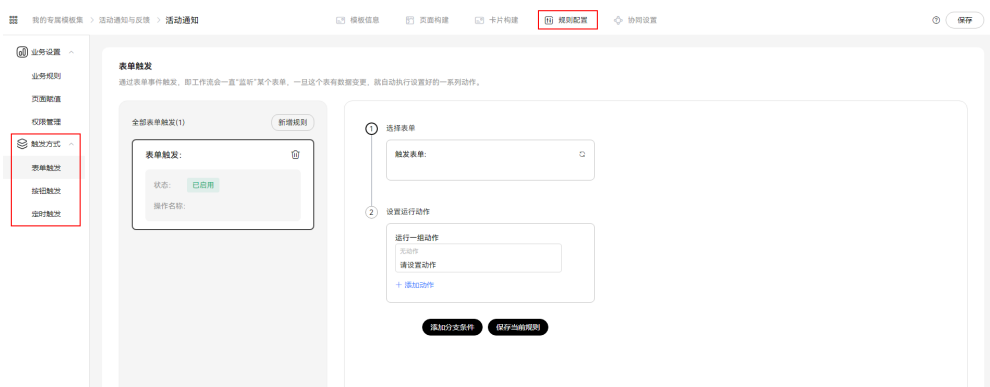 我的专属模板集 > 活动通知与反馈 > 活动通知
模板信息
页面构建
卡片构建
规则配置
协同设置
保存
业务设置
业务规则
页面赋值
权限管理
触发方式
表单触发
按钮触发
定时触发
表单触发
通过表单事件触发，即工作流会一直“监听”某个表单，一旦这个表有数据变更，就自动执行设置好的一系列动作。
全部表单触发(1)
新增规则
表单触发：
状态:
已启用
操作名称:
1
选择表单
触发表单:
2
设置运行动作
运行一组动作
无动作
请设置动作
+ 添加动作
添加分支条件
保存当前规则